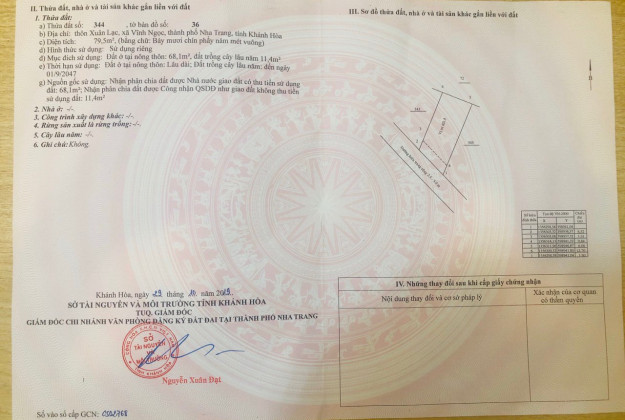 II. Thửa đất, nhà ở và tài sản khác gắn liền với đất
1. Thửa đất:
a) Thửa đất số: 344 , tờ bản đồ số: 36
b) Địa chỉ: thôn Xuân Lạc, xã Vĩnh Ngọc, thành phố Nha Trang, tỉnh Khánh Hòa
c) Diện tích: 79,5m², (bằng chữ: Bảy mươi chín phẩy năm mét vuông)
d) Hình thức sử dụng: Sử dụng riêng
đ) Mục đích sử dụng: Đất ở tại nông thôn: 68,1m², đất trồng cây lâu năm 11,4m²
e) Thời hạn sử dụng: Đất ở tại nông thôn: Lâu dài; Đất trồng cây lâu năm: đến ngày
01/9/2047
g) Nguồn gốc sử dụng: Nhận phân chia đất được Nhà nước giao đất có thu tiền sử dụng
đất: 68,1m²; Nhận phân chia đất được Công nhận QSDĐ như giao đất không thu tiền
sử dụng đất: 11,4m²
2. Nhà ở: -/-
3. Công trình xây dựng khác: -/-
4. Rừng sản xuất là rừng trồng: -/-
5. Cây lâu năm: -/-
6. Ghi chú: Không.
Khánh Hòa, ngày 29 tháng 10
SỞ TÀI NGUYÊN VÀ MÔI TRƯỜNG TỈNH KHÁNH HÒA
TUQ. GIÁM ĐỐC
GIÁM ĐỐC CHI NHÁNH VĂN PHÒNG ĐĂNG KÝ ĐẤT ĐAI TẠI THÀNH PHỐ NHA TRANG
SỞ
TÀI NGUYÊN
MÔI TRƯỜNG
Nguyễn Xuân Đại
Số vào sổ cấp GCN:
III. Sơ đồ thửa đất, nhà ở và tài sản khác gắn liền với đất
IV. Những thay đổi sau khi cấp giấy chứng nhận
Nội dung thay đổi và cơ sở pháp lý
Xác nhận của cơ quan
có thẩm quyền